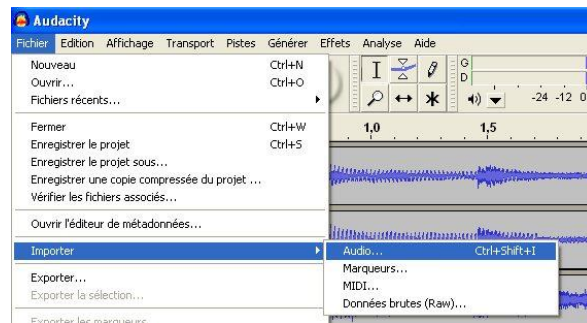 Audacity
Fichier Edition Affichage Transport Pistes Générer Effets Analyse Aide
Nouveau Ctrl+N
Ouvrir... Ctrl+O
Fichiers récents...
Fermer Ctrl+W
Enregistrer le projet Ctrl+S
Enregistrer le projet sous...
Enregistrer une copie compressée du projet ...
Vérifier les fichiers associés...
Ouvrir l'éditeur de métadonnées...
Importer
Exporter...
Exporter la sélection...
Exporter les marqueurs
Audio... Ctrl+Shift+I
Marqueurs...
MIDI...
Données brutes (Raw)...
G
D
-24 -12 0
1,0 1,5